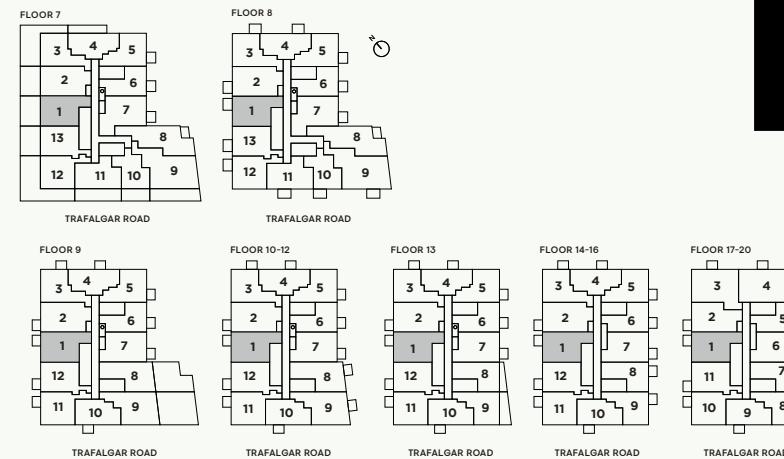 FLOOR 7
3 4 5
2 6
1 7
13 8
12 11 10 9
TRAFALGAR ROAD
FLOOR 8
3 4 5
2 6
1 7
13 8
12 11 10 9
TRAFALGAR ROAD
N
FLOOR 9
3 4 5
2 6
1 7
12 8
11 10 9
TRAFALGAR ROAD
FLOOR 10-12
3 4 5
2 6
1 7
12 8
11 10 9
TRAFALGAR ROAD
FLOOR 13
3 4 5
2 6
1 7
12 8
11 10 9
TRAFALGAR ROAD
FLOOR 14-16
3 4 5
2 6
1 7
12 8
11 10 9
TRAFALGAR ROAD
FLOOR 17-20
3 4
2 5
1 6
11 7
10 9 8
TRAFALGAR ROA